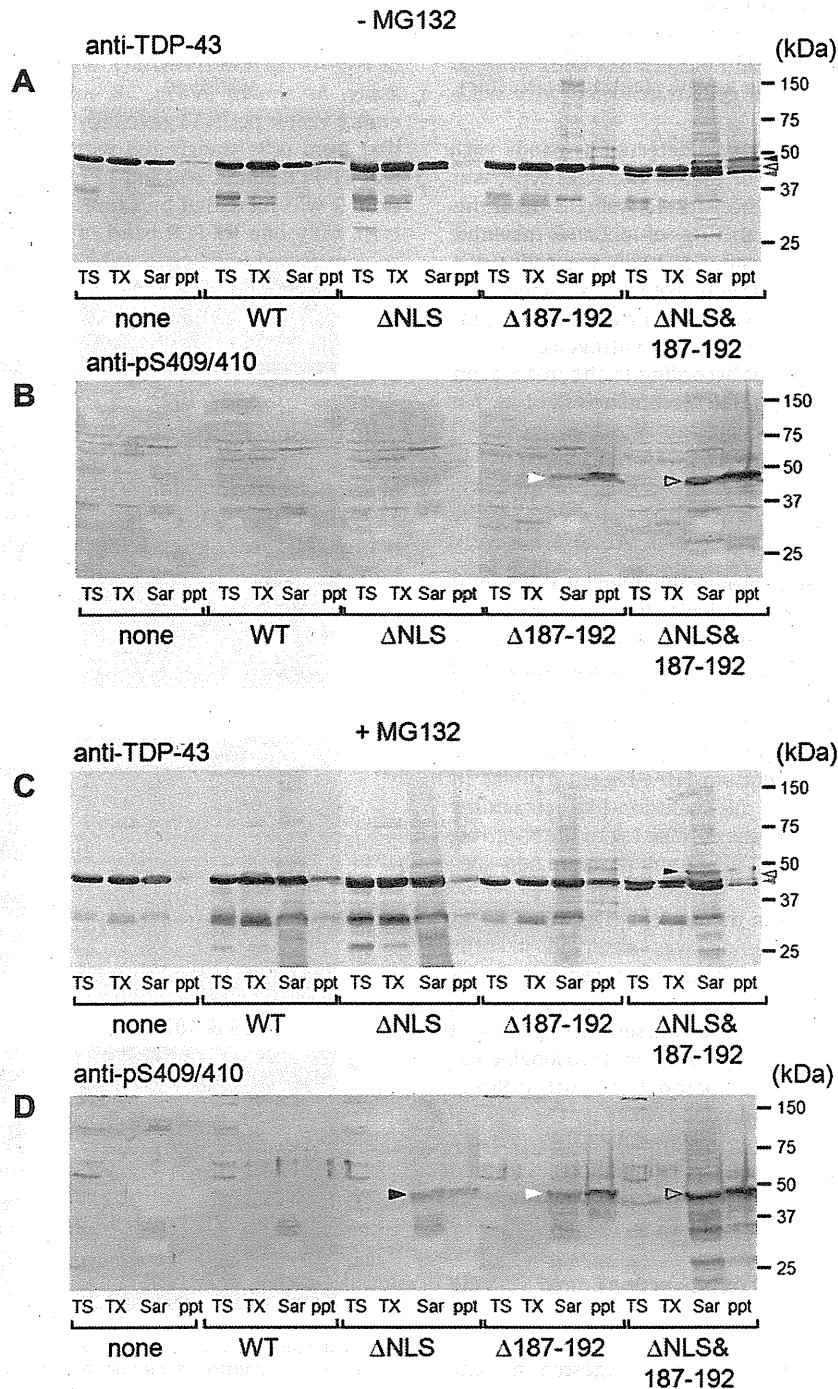 - MG132
anti-TDP-43
(kDa)
A
150
75
50
37
25
TS TX Sar ppt TS TX Sar ppt TS TX Sar ppt TS TX Sar ppt TS TX Sar ppt
none WT ΔNLS Δ187-192 ΔNLS&
187-192
anti-pS409/410
B
150
75
50
37
25
TS TX Sar ppt TS TX Sar ppt TS TX Sar ppt TS TX Sar ppt TS TX Sar ppt
none WT ΔNLS Δ187-192 ΔNLS&
187-192
+ MG132
anti-TDP-43
(kDa)
C
150
75
50
37
25
TS TX Sar ppt TS TX Sar ppt TS TX Sar ppt TS TX Sar ppt TS TX Sar ppt
none WT ΔNLS Δ187-192 ΔNLS&
187-192
anti-pS409/410
(kDa)
D
150
75
50
37
25
TS TX Sar ppt TS TX Sar ppt TS TX Sar ppt TS TX Sar ppt TS TX Sar ppt
none WT ΔNLS Δ187-192 ΔNLS&
187-192